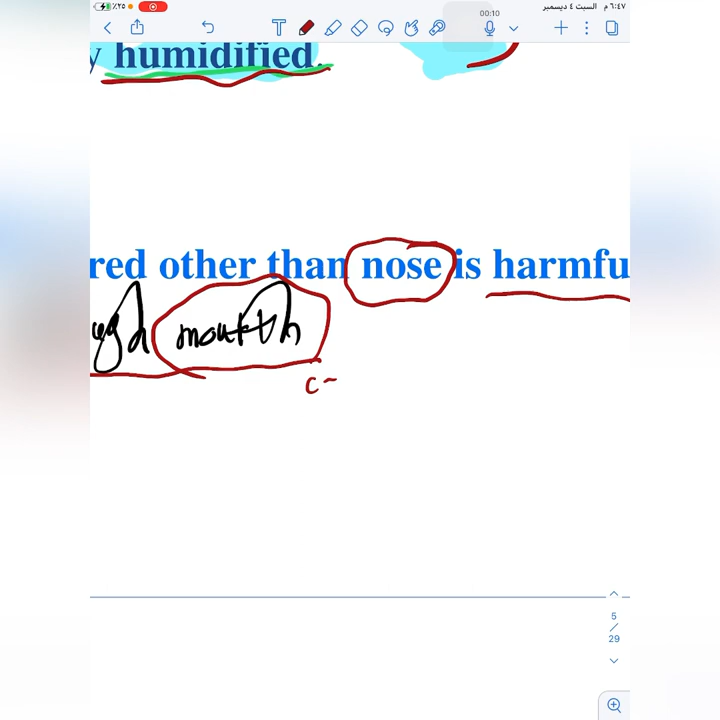 ٦:٤٧ م السبت ٤ ديسمبر
٢٥٪
00:10
y humidified.
red other than nose is harmfu
mouth
5
/
29